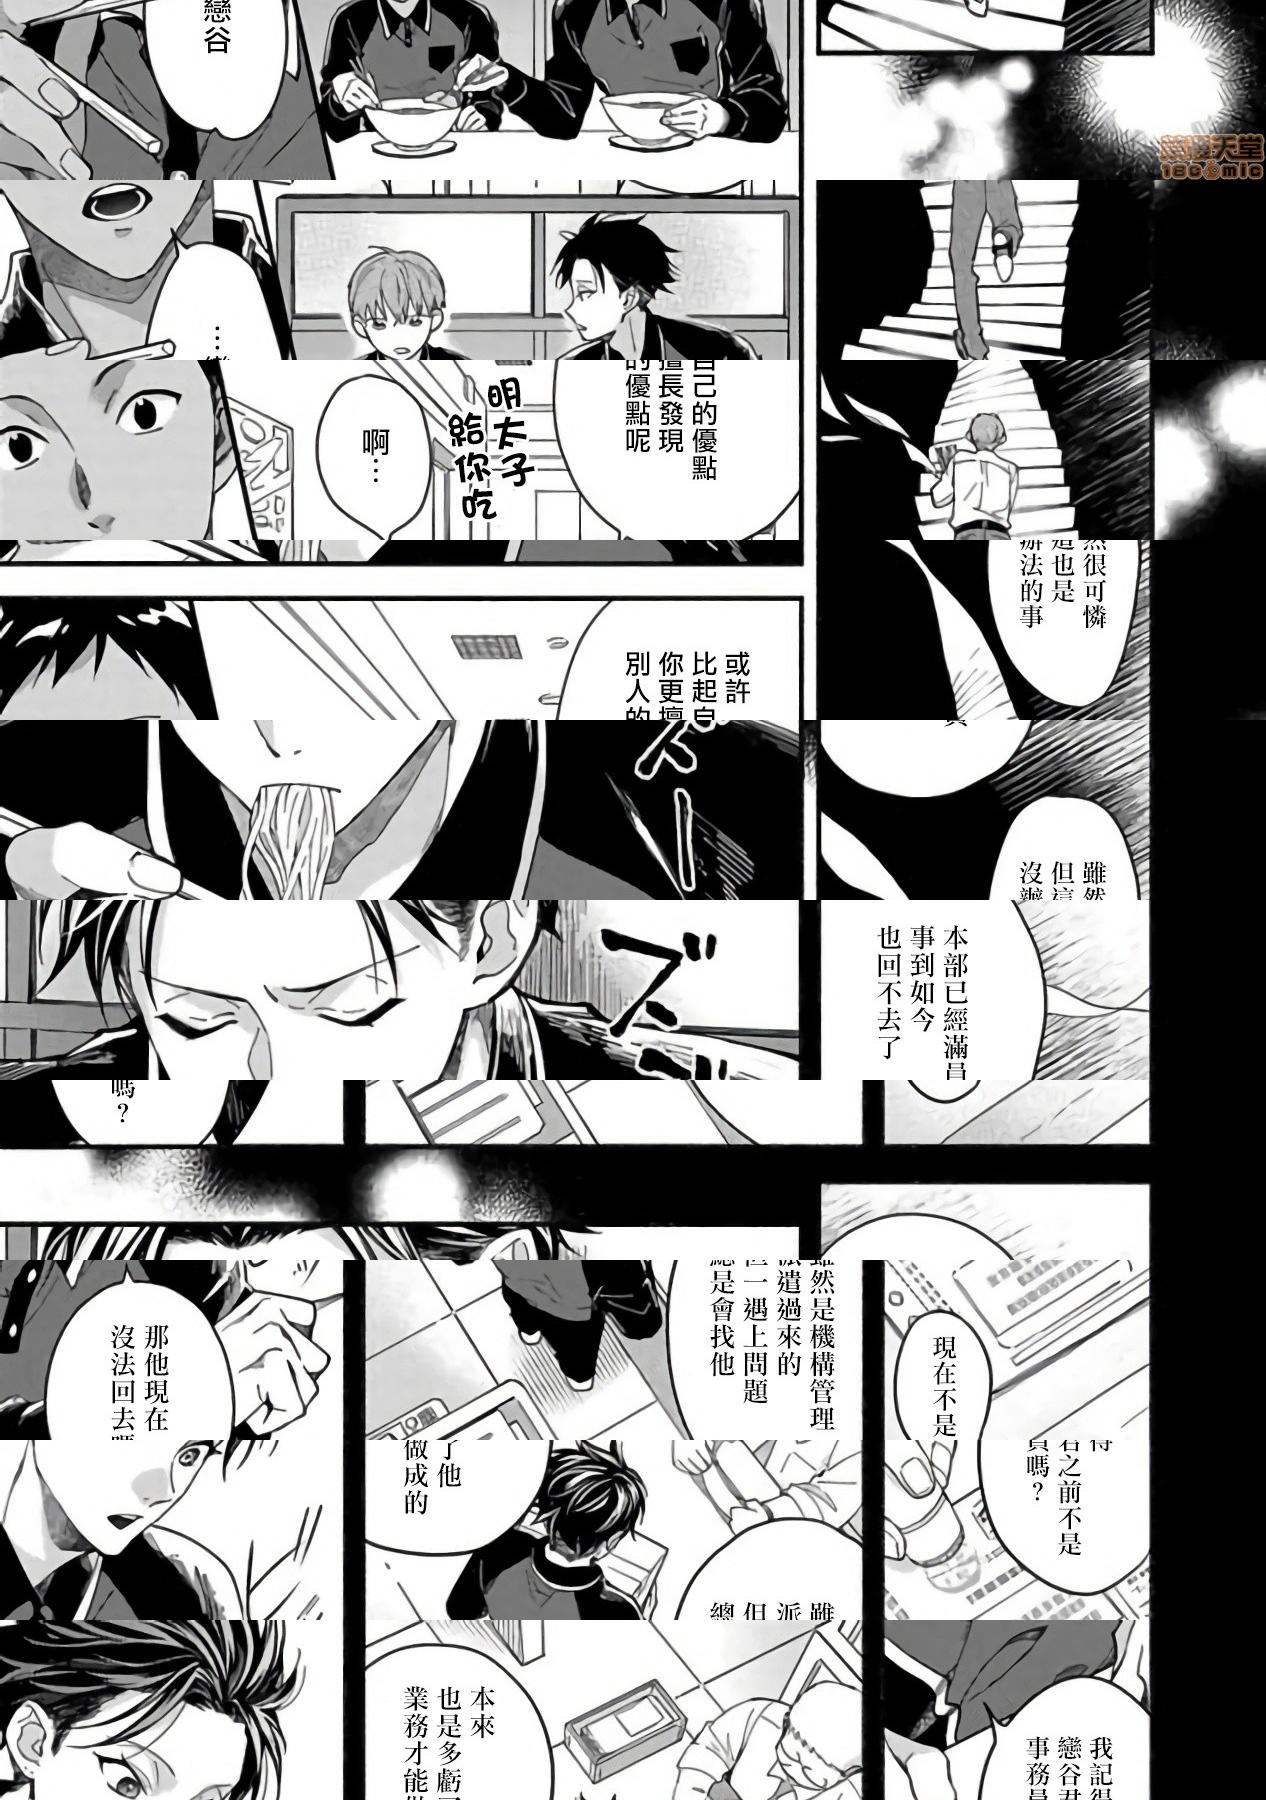 我記得
戀谷君之前不是
事務員嗎?
現在不是
本來
也是多虧了他
業務才能做成的
雖然是機構管理
派遣過來的
但一遇上問題
總是會找他
那他現在
沒法回去嗎?
本部已經滿員
事到如今
也回不去了
雖然很可憐
但這也是
沒辦法的事
ズズー
或許
比起自己的優點
你更擅長發現
別人的優點呢
明太子
給你吃
啊…
…戀谷
禁漫天堂
18COMIC